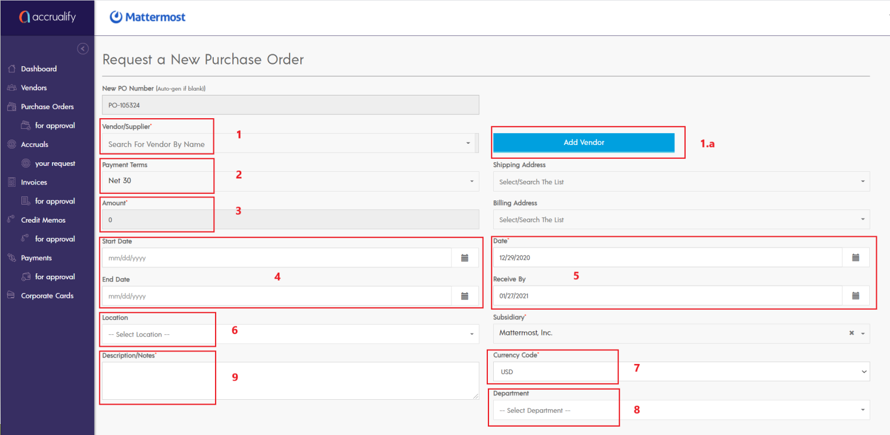 accrualify
Mattermost
Dashboard
Vendors
Purchase Orders
for approval
Accruals
your request
Invoices
for approval
Credit Memos
for approval
Payments
for approval
Corporate Cards
Request a New Purchase Order
New PO Number (Auto-gen if blank))
PO-105324
Vendor/Supplier*
Search For Vendor By Name
1
Add Vendor
1.a
Payment Terms
Net 30
2
Shipping Address
Select/Search The List
Amount*
0
3
Billing Address
Select/Search The List
Start Date
mm/dd/yyyy
4
End Date
mm/dd/yyyy
Date*
12/29/2020
5
Receive By
01/27/2021
Location
-- Select Location --
6
Subsidiary*
Mattermost, Inc.
Description/Notes*
9
Currency Code*
USD
7
Department
-- Select Department --
8